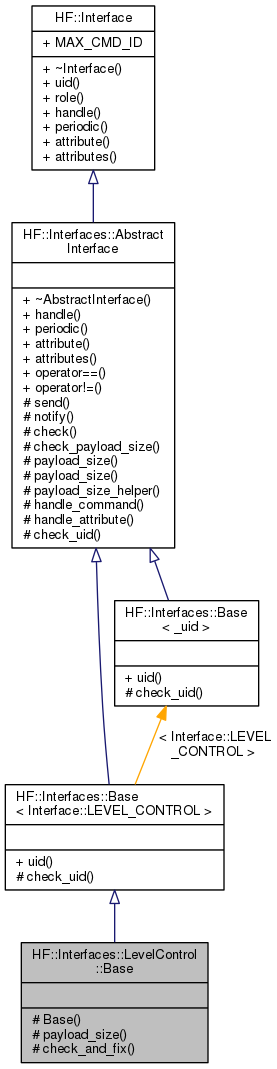 HF::Interface
+ MAX_CMD_ID
+ ~Interface()
+ uid()
+ role()
+ handle()
+ periodic()
+ attribute()
+ attributes()
HF::Interfaces::Abstract
Interface
+ ~AbstractInterface()
+ handle()
+ periodic()
+ attribute()
+ attributes()
+ operator==()
+ operator!=()
# send()
# notify()
# check()
# check_payload_size()
# payload_size()
# payload_size()
# payload_size_helper()
# handle_command()
# handle_attribute()
# check_uid()
HF::Interfaces::Base
< _uid >
+ uid()
# check_uid()
< Interface::LEVEL
_CONTROL >
HF::Interfaces::Base
< Interface::LEVEL_CONTROL >
+ uid()
# check_uid()
HF::Interfaces::LevelControl
::Base
# Base()
# payload_size()
# check_and_fix()